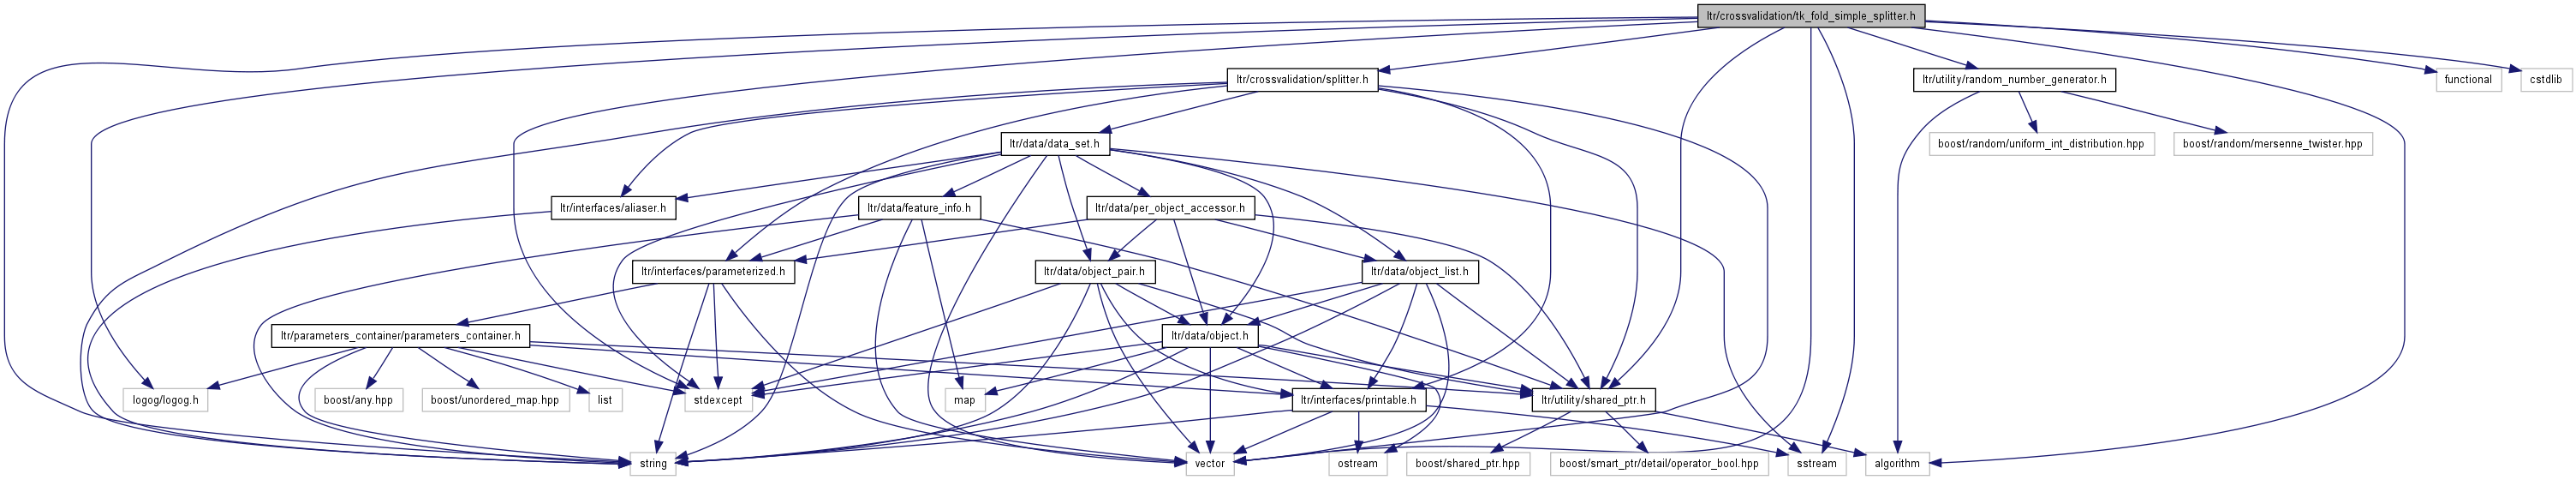 ltr/crossvalidation/tk_fold_simple_splitter.h
ltr/crossvalidation/splitter.h
ltr/utility/random_number_generator.h
functional
cstdlib
ltr/data/data_set.h
boost/random/uniform_int_distribution.hpp
boost/random/mersenne_twister.hpp
ltr/interfaces/aliaser.h
ltr/data/feature_info.h
ltr/data/per_object_accessor.h
ltr/interfaces/parameterized.h
ltr/data/object_pair.h
ltr/data/object_list.h
ltr/parameters_container/parameters_container.h
ltr/data/object.h
logog/logog.h
boost/any.hpp
boost/unordered_map.hpp
list
stdexcept
map
ltr/interfaces/printable.h
ltr/utility/shared_ptr.h
string
vector
ostream
boost/shared_ptr.hpp
boost/smart_ptr/detail/operator_bool.hpp
sstream
algorithm